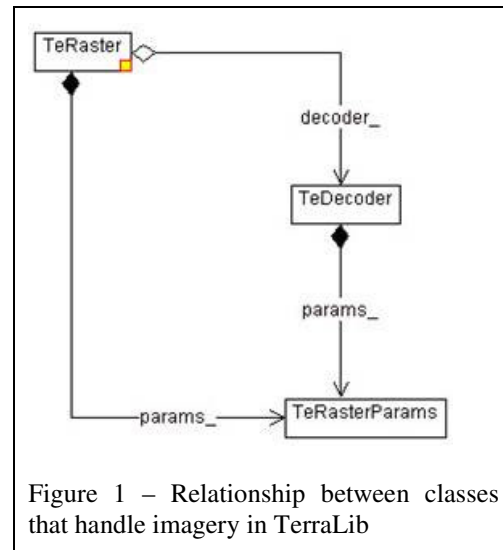 TeRaster
decoder_
TeDecoder
params_
params_
TeRasterParams
Figure 1 – Relationship between classes
that handle imagery in TerraLib